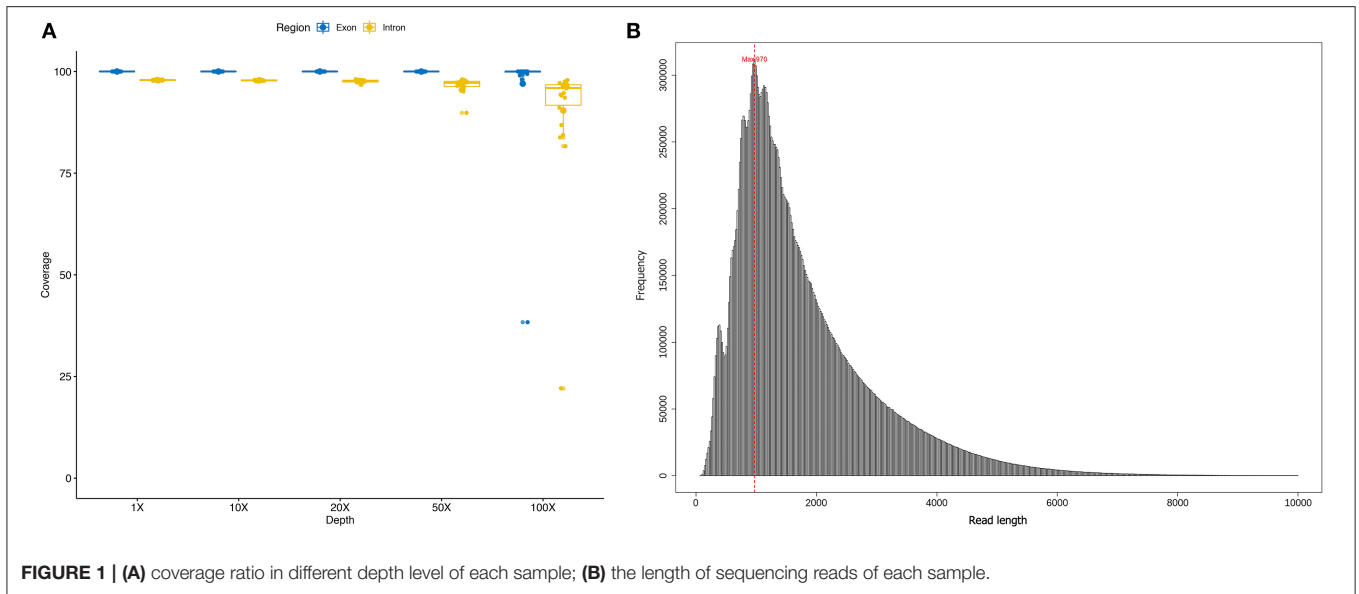 A
Region Exon Intron
100
75
50
25
0
Coverage
1X 10X 20X 50X 100X
Depth
B
Max:970
300000
250000
200000
150000
100000
50000
0
Frequency
0 2000 4000 6000 8000 10000
Read length
FIGURE 1 | (A) coverage ratio in different depth level of each sample; (B) the length of sequencing reads of each sample.